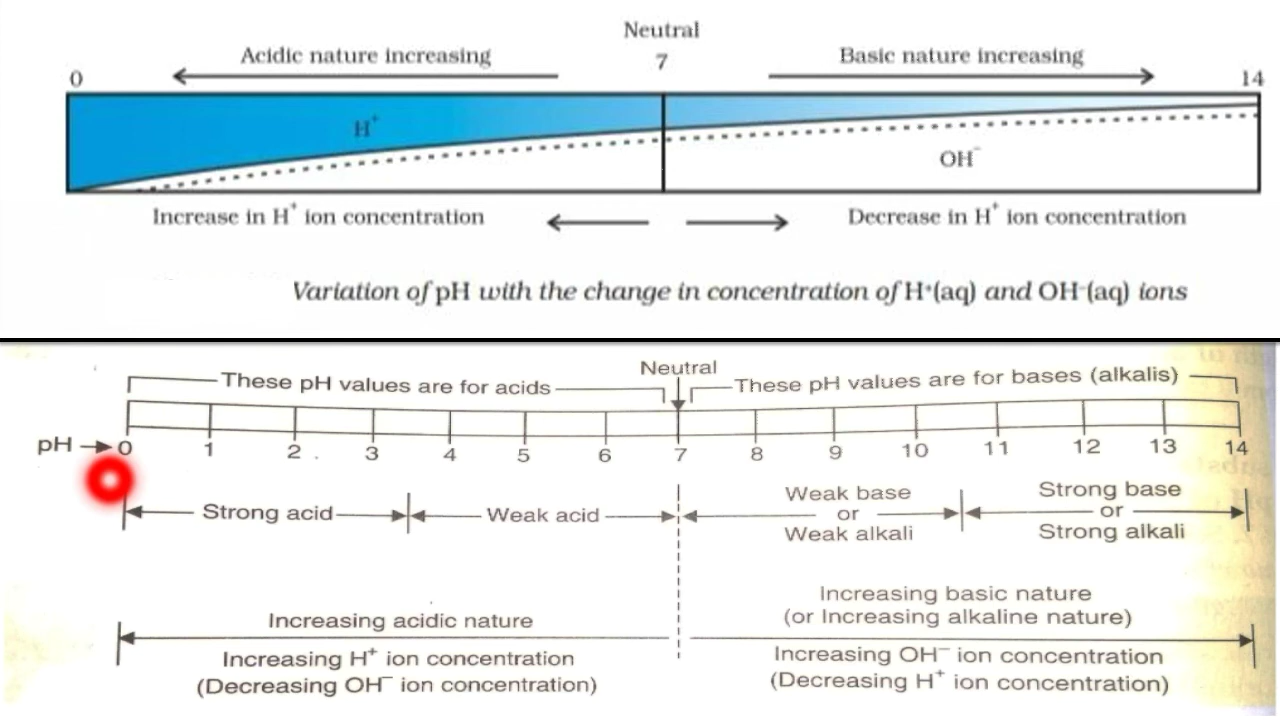 Neutral
Acidic nature increasing
7
Basic nature increasing
0
14
H⁺
OH⁻
Increase in H⁺ ion concentration
Decrease in H⁺ ion concentration
Variation of pH with the change in concentration of H⁺(aq) and OH⁻(aq) ions
Neutral
These pH values are for acids
These pH values are for bases (alkalis)
pH 0 1 2 3 4 5 6 7 8 9 10 11 12 13 14
Strong acid
Weak acid
Weak base
or
Weak alkali
Strong base
or
Strong alkali
Increasing acidic nature
Increasing H⁺ ion concentration
(Decreasing OH⁻ ion concentration)
Increasing basic nature
(or Increasing alkaline nature)
Increasing OH⁻ ion concentration
(Decreasing H⁺ ion concentration)